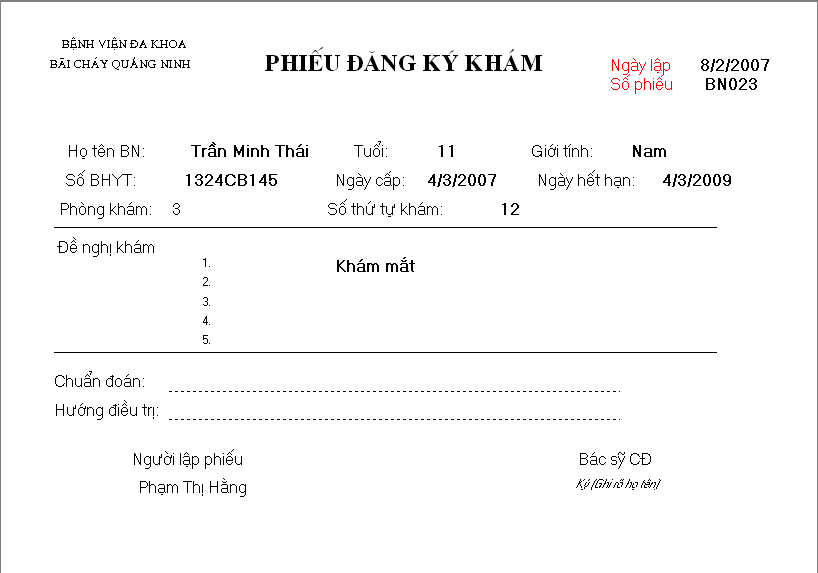 BỆNH VIỆN ĐA KHOA
BÃI CHÁY QUẢNG NINH
PHIẾU ĐĂNG KÝ KHÁM
Ngày lập 8/2/2007
Số phiếu BN023
Họ tên BN: Trần Minh Thái Tuổi: 11 Giới tính: Nam
Số BHYT: 1324CB145 Ngày cấp: 4/3/2007 Ngày hết hạn: 4/3/2009
Phòng khám: 3 Số thứ tự khám: 12
Đề nghị khám
1. Khám mắt
2.
3.
4.
5.
Chuẩn đoán:
Hướng điều trị:
Người lập phiếu Bác sỹ CĐ
Phạm Thị Hằng Ký (Ghi rõ họ tên)